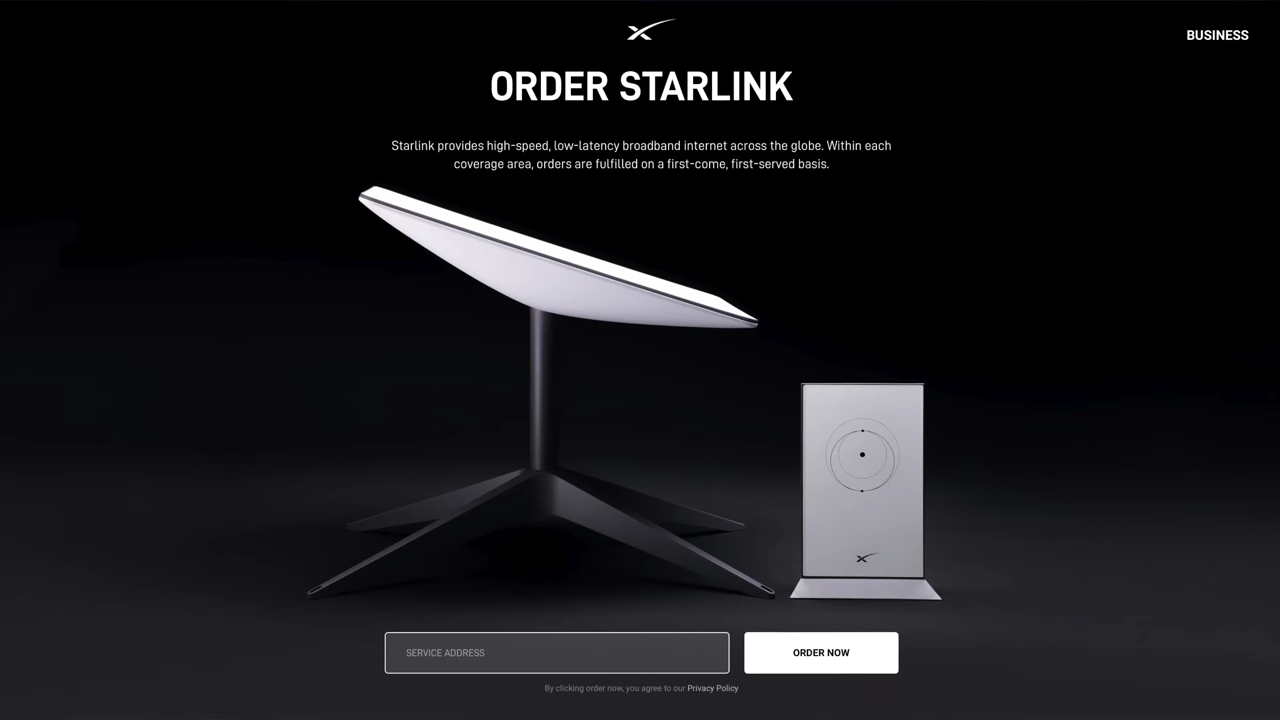 BUSINESS
ORDER STARLINK
Starlink provides high-speed, low-latency broadband internet across the globe. Within each
coverage area, orders are fulfilled on a first-come, first-served basis.
SERVICE ADDRESS
ORDER NOW
By clicking order now, you agree to our Privacy Policy